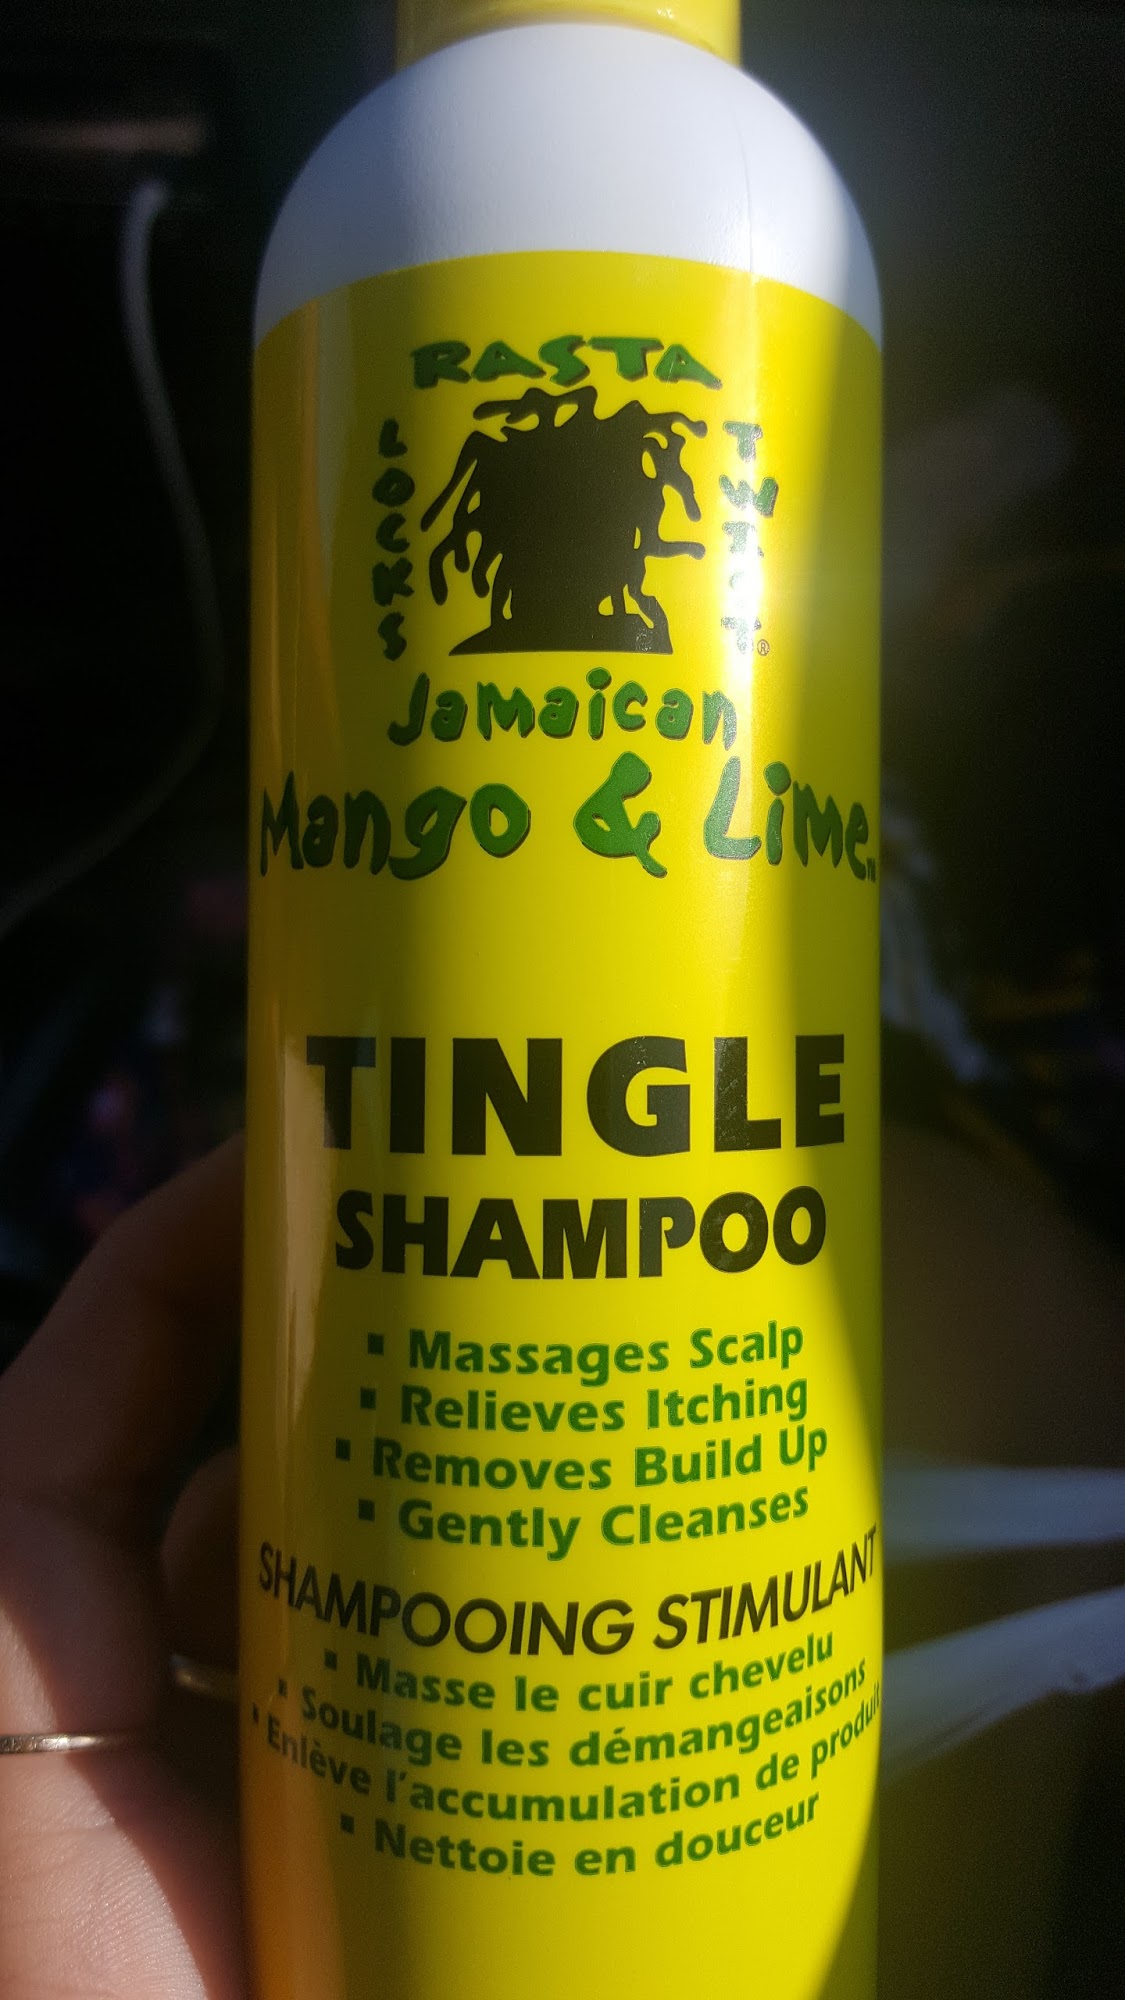 RASTA
LOCKS
TWIST®
Jamaican
Mango & Lime™
TINGLE
SHAMPOO
▪ Massages Scalp
▪ Relieves Itching
▪ Removes Build Up
▪ Gently Cleanses
SHAMPOOING STIMULANT
▪ Masse le cuir chevelu
▪ Soulage les démangeaisons
▪ Enlève l'accumulation de produit
▪ Nettoie en douceur